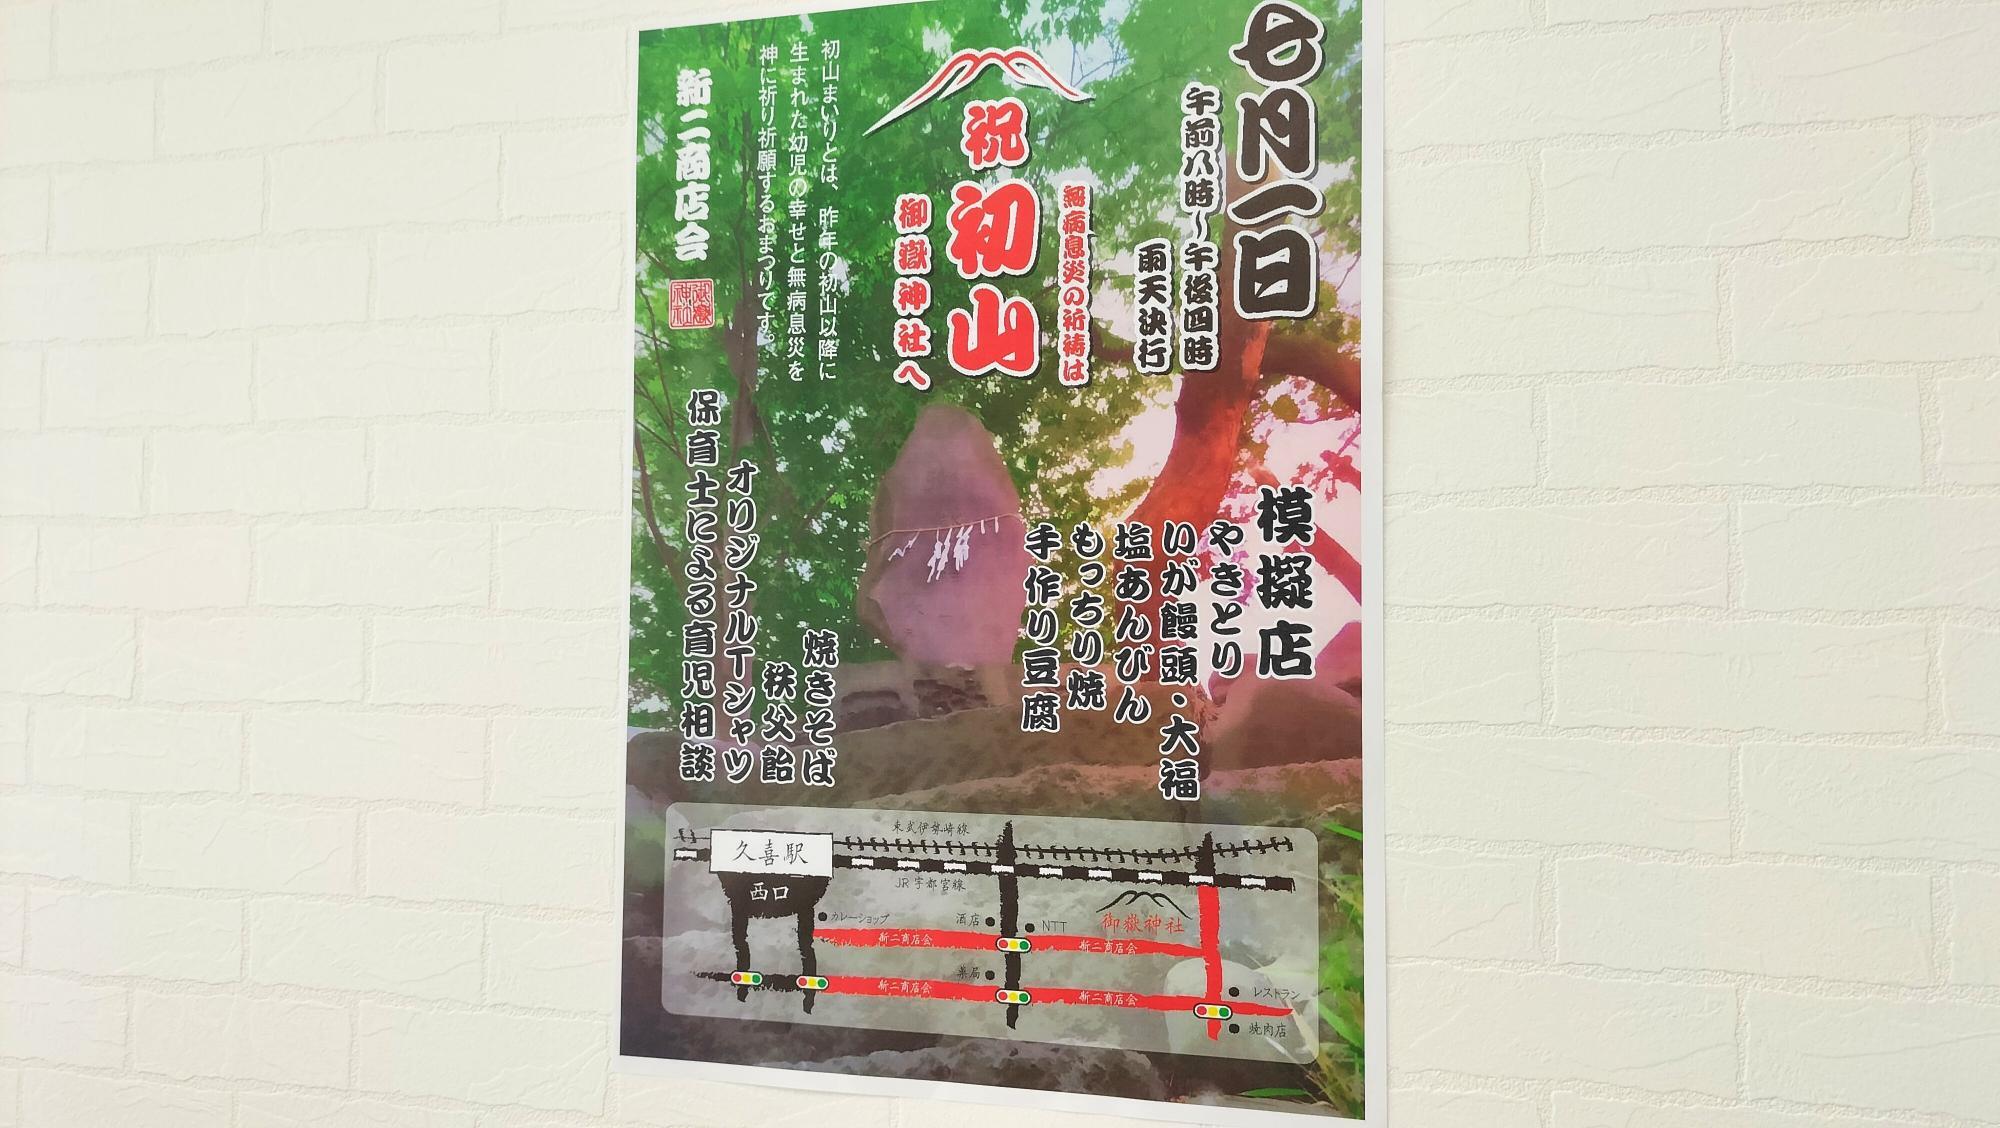 七月一日
午前八時～午後四時
雨天決行
無病息災の祈祷は
祝 初山
御嶽神社へ
初山まいりとは、昨年の初山以降に
生まれた幼児の幸せと無病息災を
神に祈り祈願するおまつりです。
新二商店会
模擬店
やきとり
いが饅頭・大福
塩あんびん
もっちり焼
手作り豆腐
焼きそば
秩父飴
オリジナルTシャツ
保育士による育児相談
東武伊勢崎線
久喜駅
西口
JR宇都宮線
カレーショップ
酒店
NTT
御嶽神社
新二商店会
新二商店会
薬局
新二商店会
新二商店会
レストラン
焼肉店